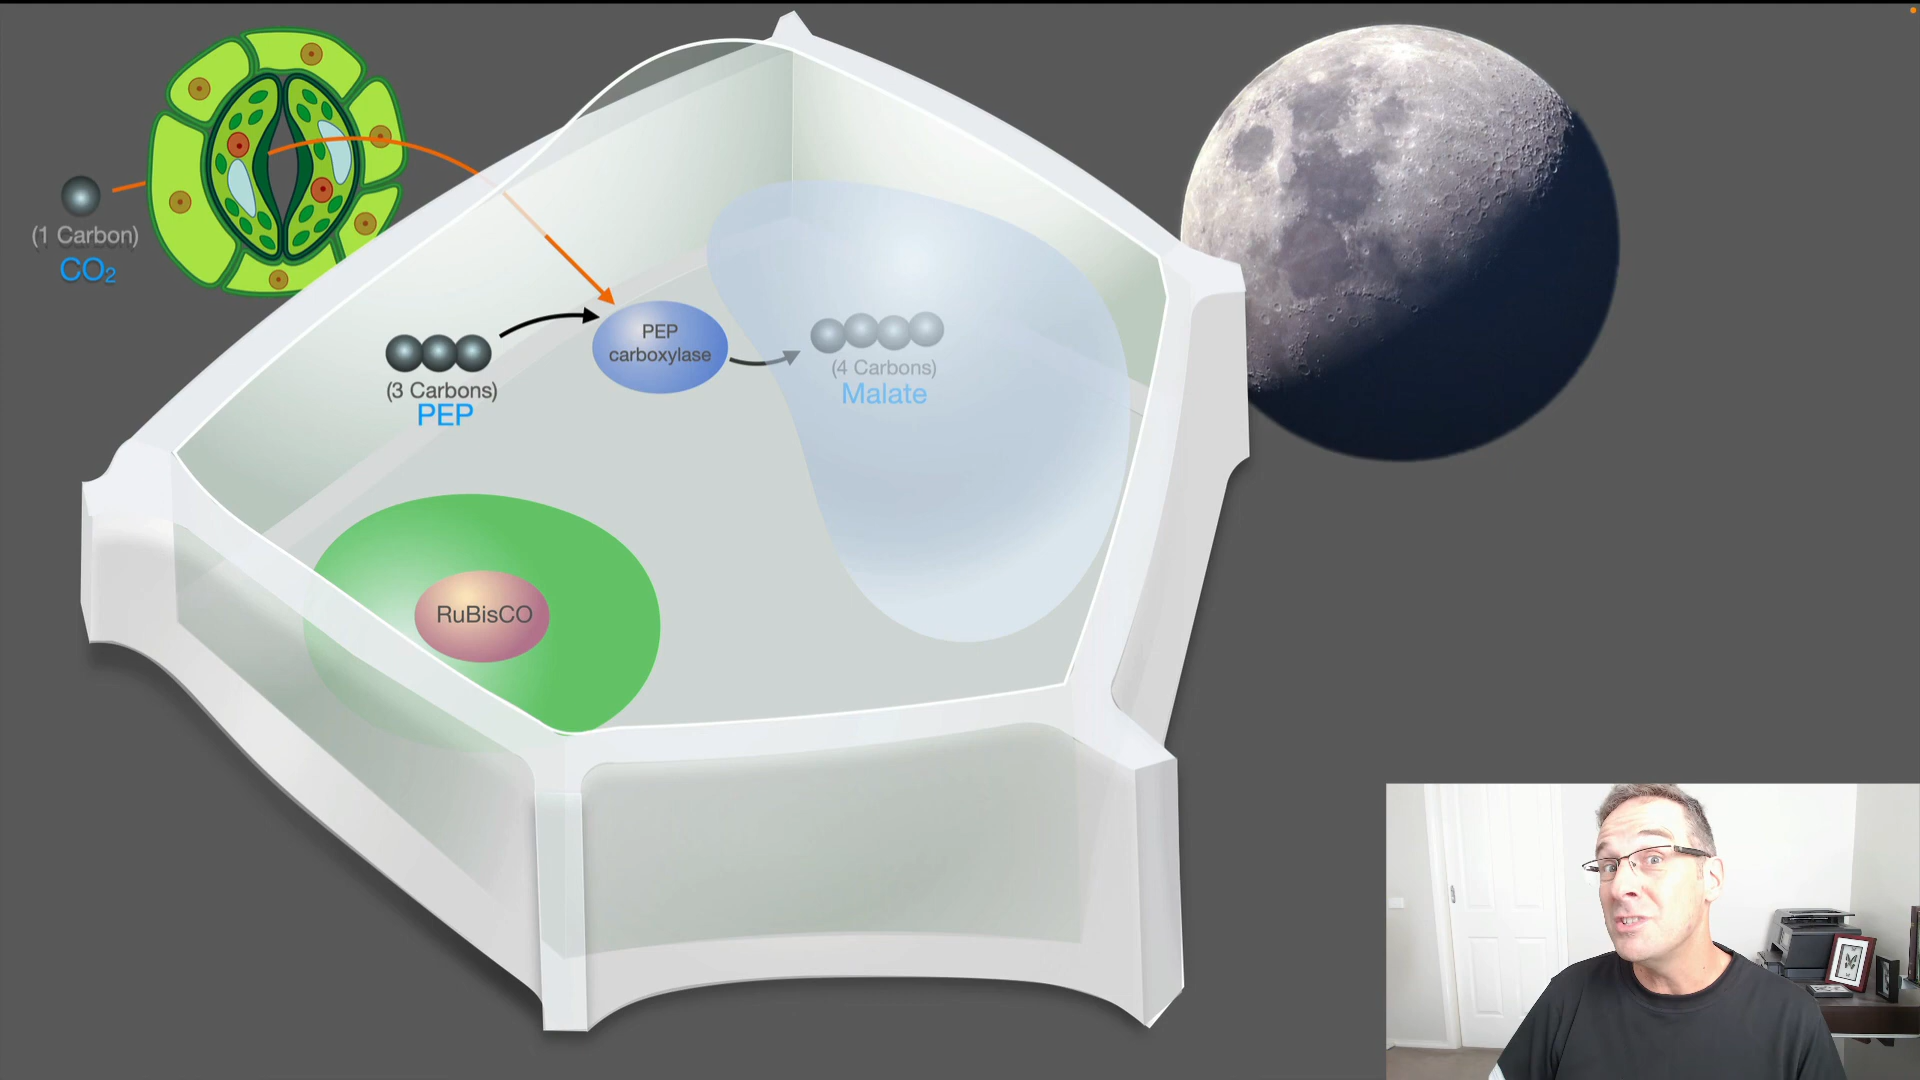 (1 Carbon)
CO₂
(3 Carbons)
PEP
PEP
carboxylase
(4 Carbons)
Malate
RuBisCO